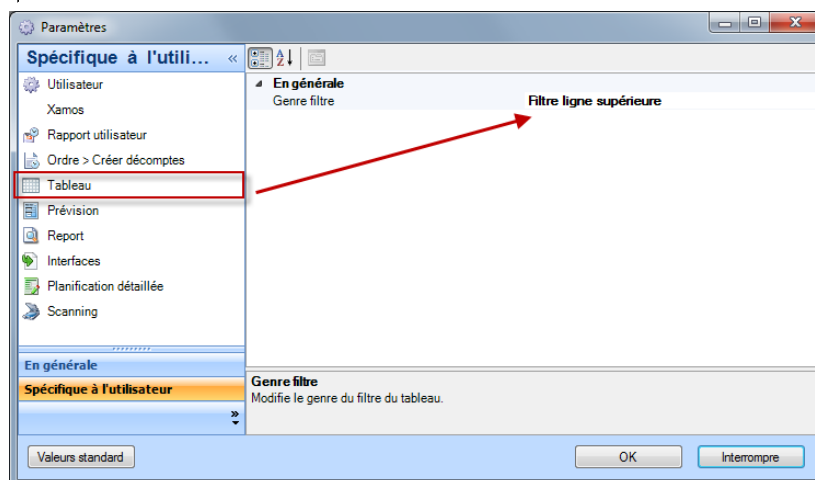 Paramètres
Spécifique à l'utili... «
Utilisateur
Xamos
Rapport utilisateur
Ordre > Créer décomptes
Tableau
Prévision
Report
Interfaces
Planification détaillée
Scanning
En générale
Spécifique à l'utilisateur
»
En générale
Genre filtre Filtre ligne supérieure
Genre filtre
Modifie le genre du filtre du tableau.
Valeurs standard
OK
Interrompre